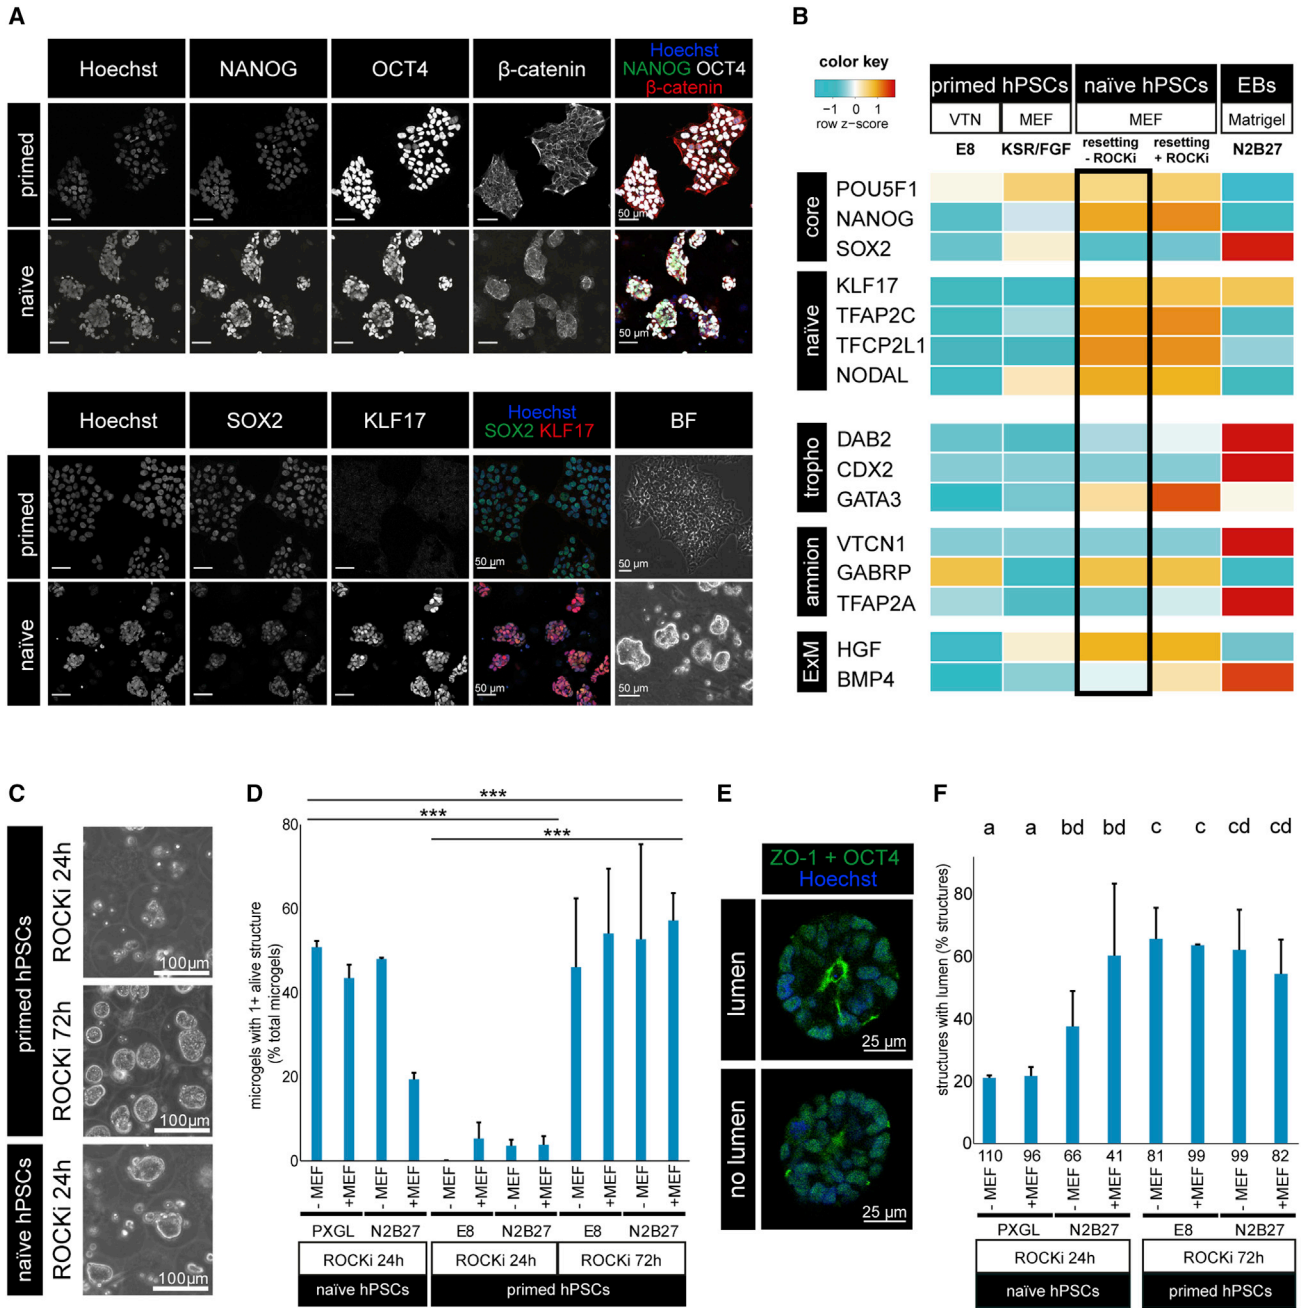 A
Hoechst NANOG OCT4 β-catenin
Hoechst
NANOG OCT4
β-catenin
primed
50 µm
naïve
50 µm
Hoechst SOX2 KLF17
Hoechst
SOX2 KLF17
BF
primed
50 µm 50 µm
naïve
50 µm 50 µm
B
color key
−1 0 1
row z−score
primed hPSCs naïve hPSCs EBs
VTN MEF MEF Matrigel
E8 KSR/FGF resetting - ROCKi resetting + ROCKi N2B27
core
POU5F1
NANOG
SOX2
naïve
KLF17
TFAP2C
TFCP2L1
NODAL
tropho
DAB2
CDX2
GATA3
amnion
VTCN1
GABRP
TFAP2A
ExM
HGF
BMP4
C
primed hPSCs
ROCKi 24h
100µm
ROCKi 72h
100µm
naïve hPSCs
ROCKi 24h
100µm
D
***
***
***
microgels with 1+ alive structure
(% total microgels)
80
60
40
20
0
- MEF +MEF - MEF +MEF - MEF +MEF - MEF +MEF - MEF +MEF - MEF +MEF
PXGL N2B27 E8 N2B27 E8 N2B27
ROCKi 24h ROCKi 24h ROCKi 72h
naïve hPSCs primed hPSCs
E
ZO-1 + OCT4
Hoechst
lumen
25 µm
no lumen
25 µm
F
a a bd bd c c cd cd
structures with lumen (% structures)
80
60
40
20
0
110 96 66 41 81 99 99 82
- MEF +MEF - MEF +MEF - MEF +MEF - MEF +MEF
PXGL N2B27 E8 N2B27
ROCKi 24h ROCKi 72h
naïve hPSCs primed hPSCs